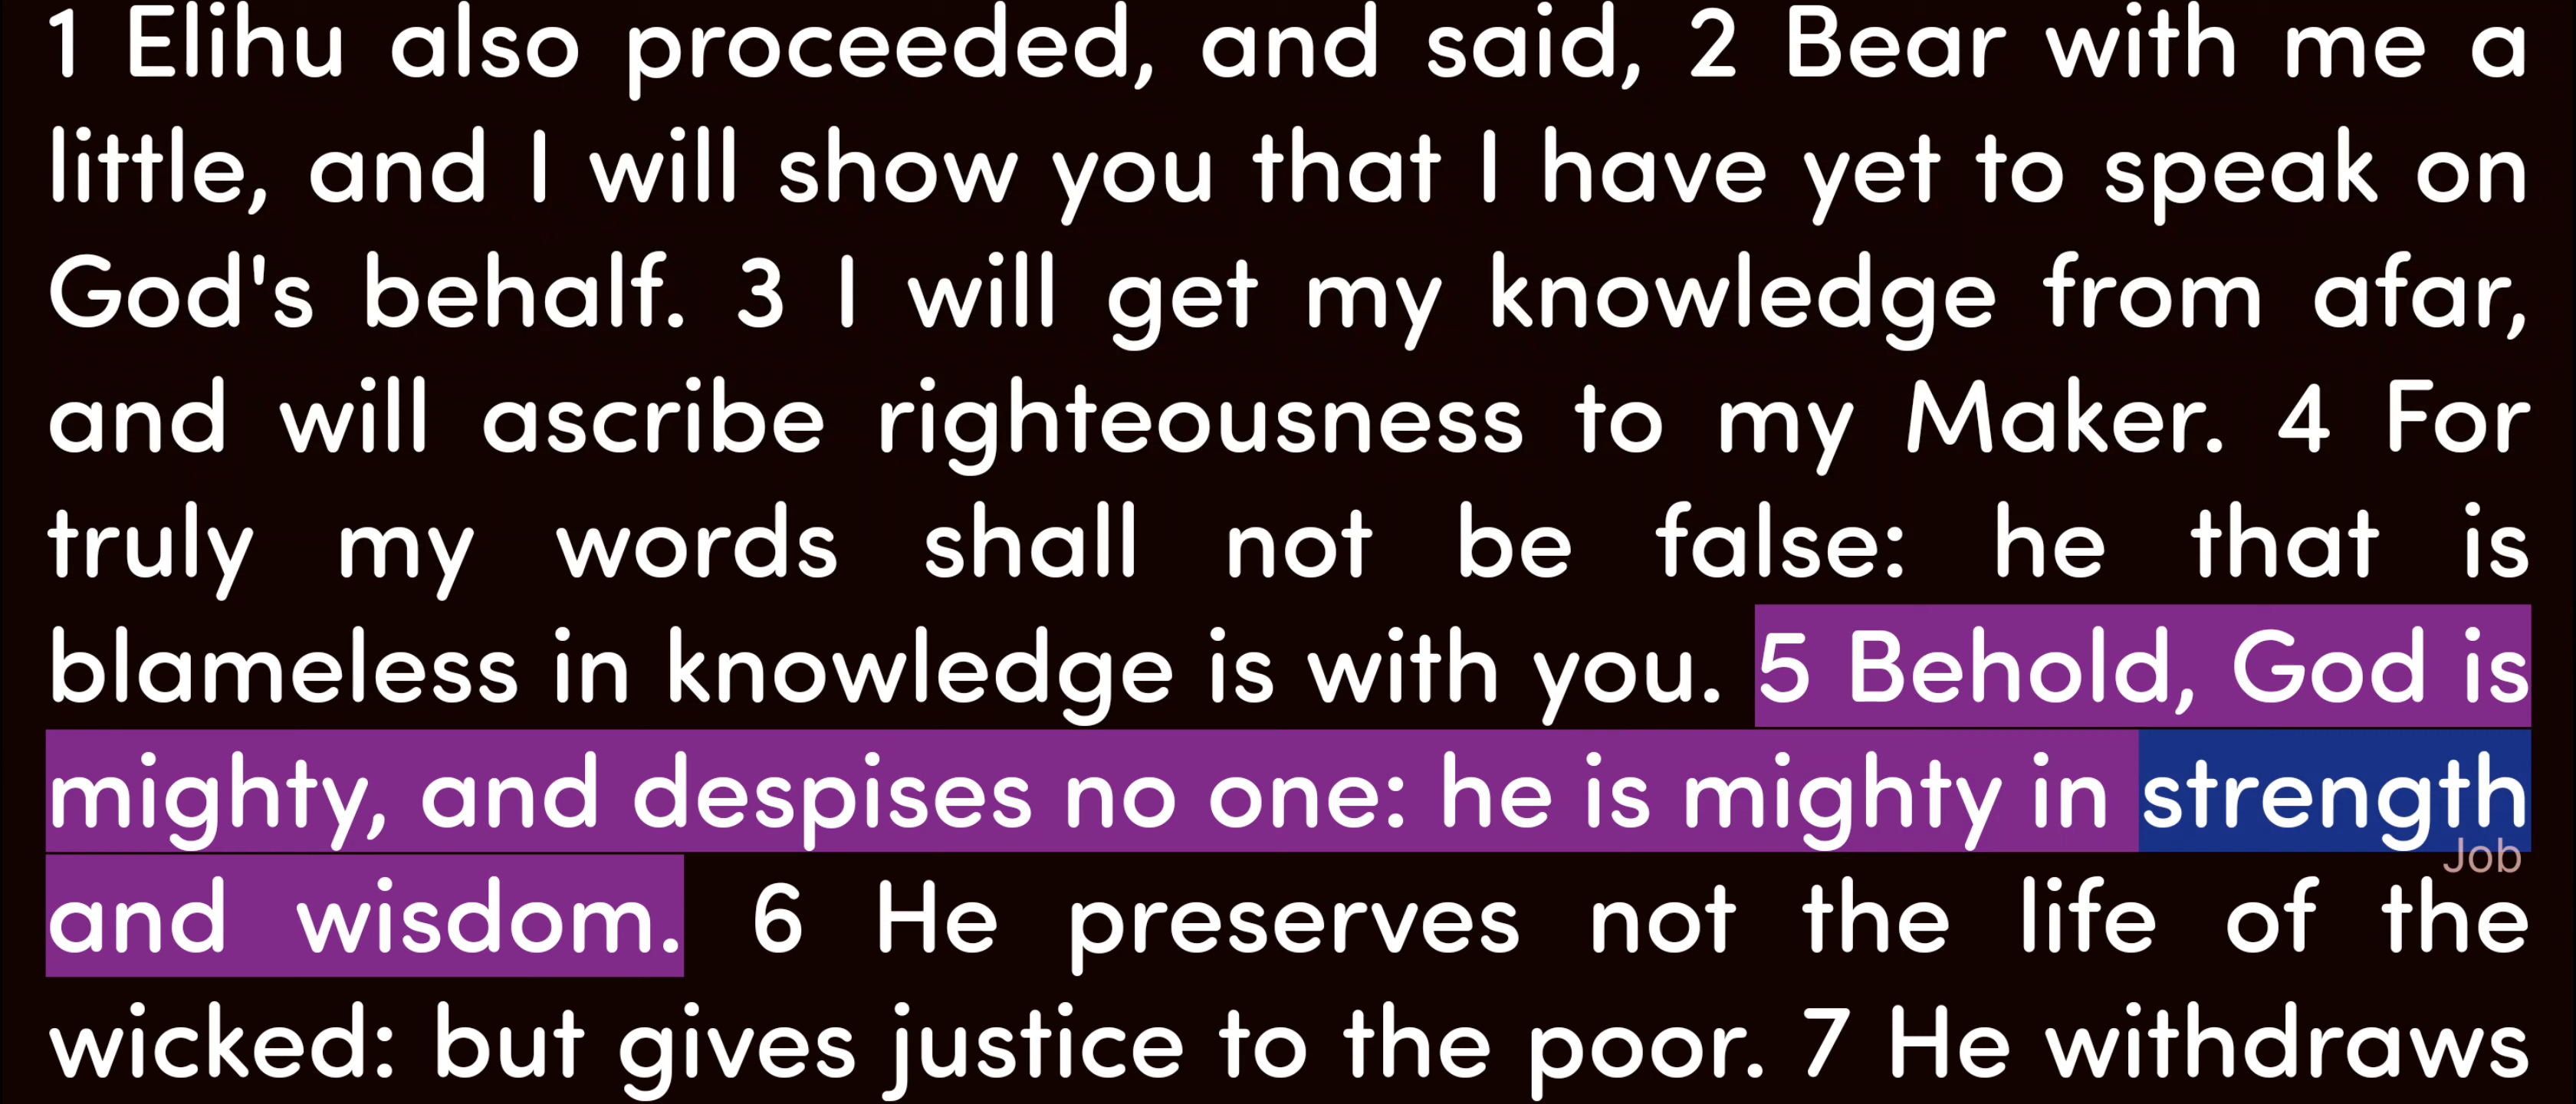 1 Elihu also proceeded, and said, 2 Bear with me a
little, and I will show you that I have yet to speak on
God's behalf. 3 I will get my knowledge from afar,
and will ascribe righteousness to my Maker. 4 For
truly my words shall not be false: he that is
blameless in knowledge is with you. 5 Behold, God is
mighty, and despises no one: he is mighty in strength
Job
and wisdom. 6 He preserves not the life of the
wicked: but gives justice to the poor. 7 He withdraws